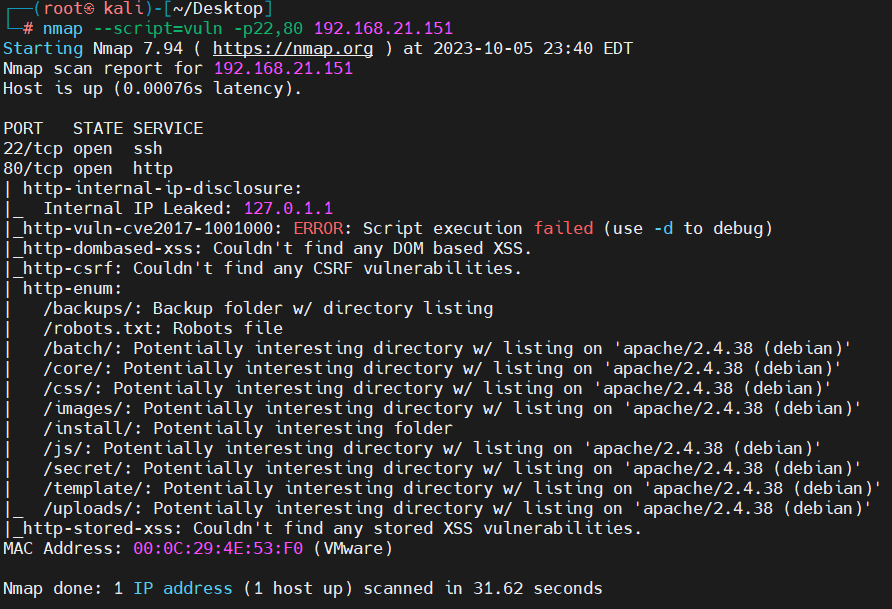 ┌──(root㉿ kali)-[~/Desktop]
└─# nmap --script=vuln -p22,80 192.168.21.151
Starting Nmap 7.94 ( https://nmap.org ) at 2023-10-05 23:40 EDT
Nmap scan report for 192.168.21.151
Host is up (0.00076s latency).

PORT   STATE SERVICE
22/tcp open  ssh
80/tcp open  http
| http-internal-ip-disclosure:
|_  Internal IP Leaked: 127.0.1.1
|_http-vuln-cve2017-1001000: ERROR: Script execution failed (use -d to debug)
|_http-dombased-xss: Couldn't find any DOM based XSS.
|_http-csrf: Couldn't find any CSRF vulnerabilities.
| http-enum:
|   /backups/: Backup folder w/ directory listing
|   /robots.txt: Robots file
|   /batch/: Potentially interesting directory w/ listing on 'apache/2.4.38 (debian)'
|   /core/: Potentially interesting directory w/ listing on 'apache/2.4.38 (debian)'
|   /css/: Potentially interesting directory w/ listing on 'apache/2.4.38 (debian)'
|   /images/: Potentially interesting directory w/ listing on 'apache/2.4.38 (debian)'
|   /install/: Potentially interesting folder
|   /js/: Potentially interesting directory w/ listing on 'apache/2.4.38 (debian)'
|   /secret/: Potentially interesting directory w/ listing on 'apache/2.4.38 (debian)'
|   /template/: Potentially interesting directory w/ listing on 'apache/2.4.38 (debian)'
|_  /uploads/: Potentially interesting directory w/ listing on 'apache/2.4.38 (debian)'
|_http-stored-xss: Couldn't find any stored XSS vulnerabilities.
MAC Address: 00:0C:29:4E:53:F0 (VMware)

Nmap done: 1 IP address (1 host up) scanned in 31.62 seconds